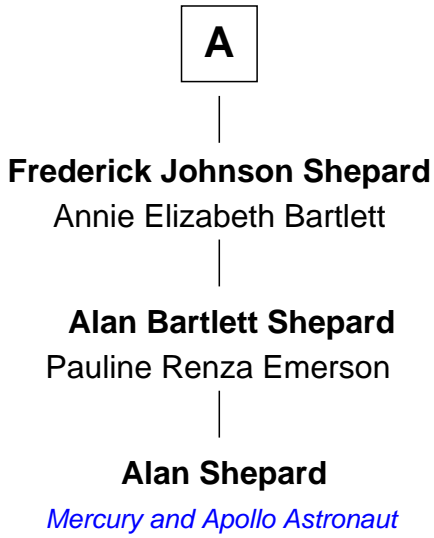 A
Frederick Johnson Shepard
Annie Elizabeth Bartlett
Alan Bartlett Shepard
Pauline Renza Emerson
Alan Shepard
Mercury and Apollo Astronaut